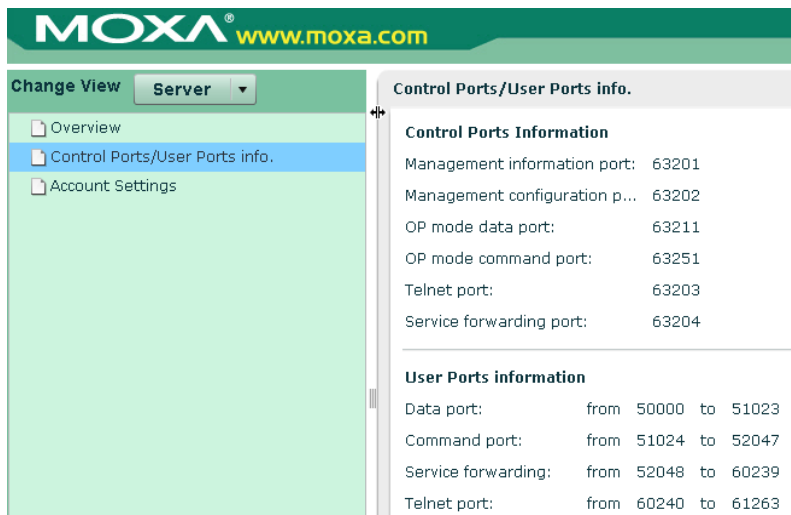 MOXA® www.moxa.com
Change View Server
Overview
Control Ports/User Ports info.
Account Settings
Control Ports/User Ports info.
Control Ports Information
Management information port: 63201
Management configuration p... 63202
OP mode data port: 63211
OP mode command port: 63251
Telnet port: 63203
Service forwarding port: 63204
User Ports information
Data port: from 50000 to 51023
Command port: from 51024 to 52047
Service forwarding: from 52048 to 60239
Telnet port: from 60240 to 61263